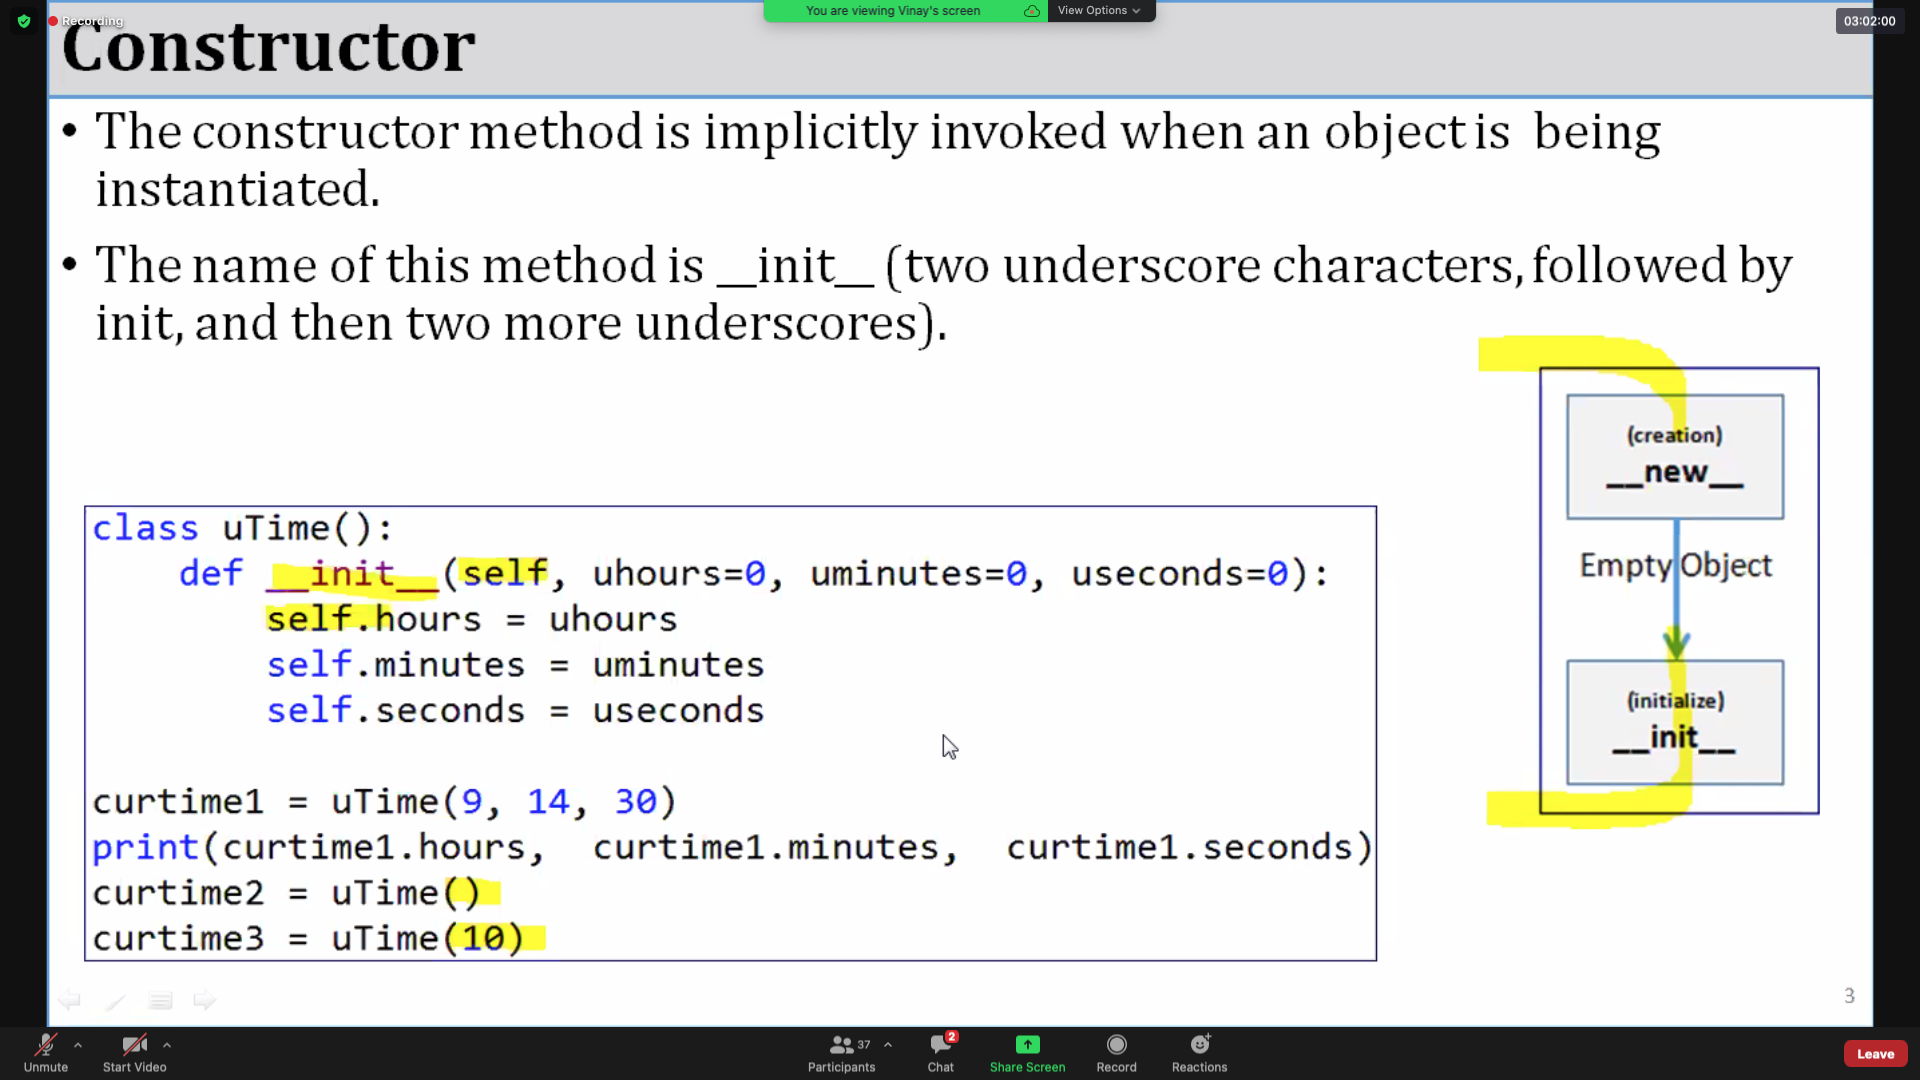 Recording
You are viewing Vinay's screen
View Options
03:02:00
Constructor
• The constructor method is implicitly invoked when an object is being
instantiated.
• The name of this method is __init__ (two underscore characters, followed by
init, and then two more underscores).
(creation)
__new__
Empty Object
(initialize)
__init__
class uTime():
def __init__(self, uhours=0, uminutes=0, useconds=0):
self.hours = uhours
self.minutes = uminutes
self.seconds = useconds
curtime1 = uTime(9, 14, 30)
print(curtime1.hours, curtime1.minutes, curtime1.seconds)
curtime2 = uTime()
curtime3 = uTime(10)
3
Unmute
Start Video
37
Participants
2
Chat
Share Screen
Record
Reactions
Leave